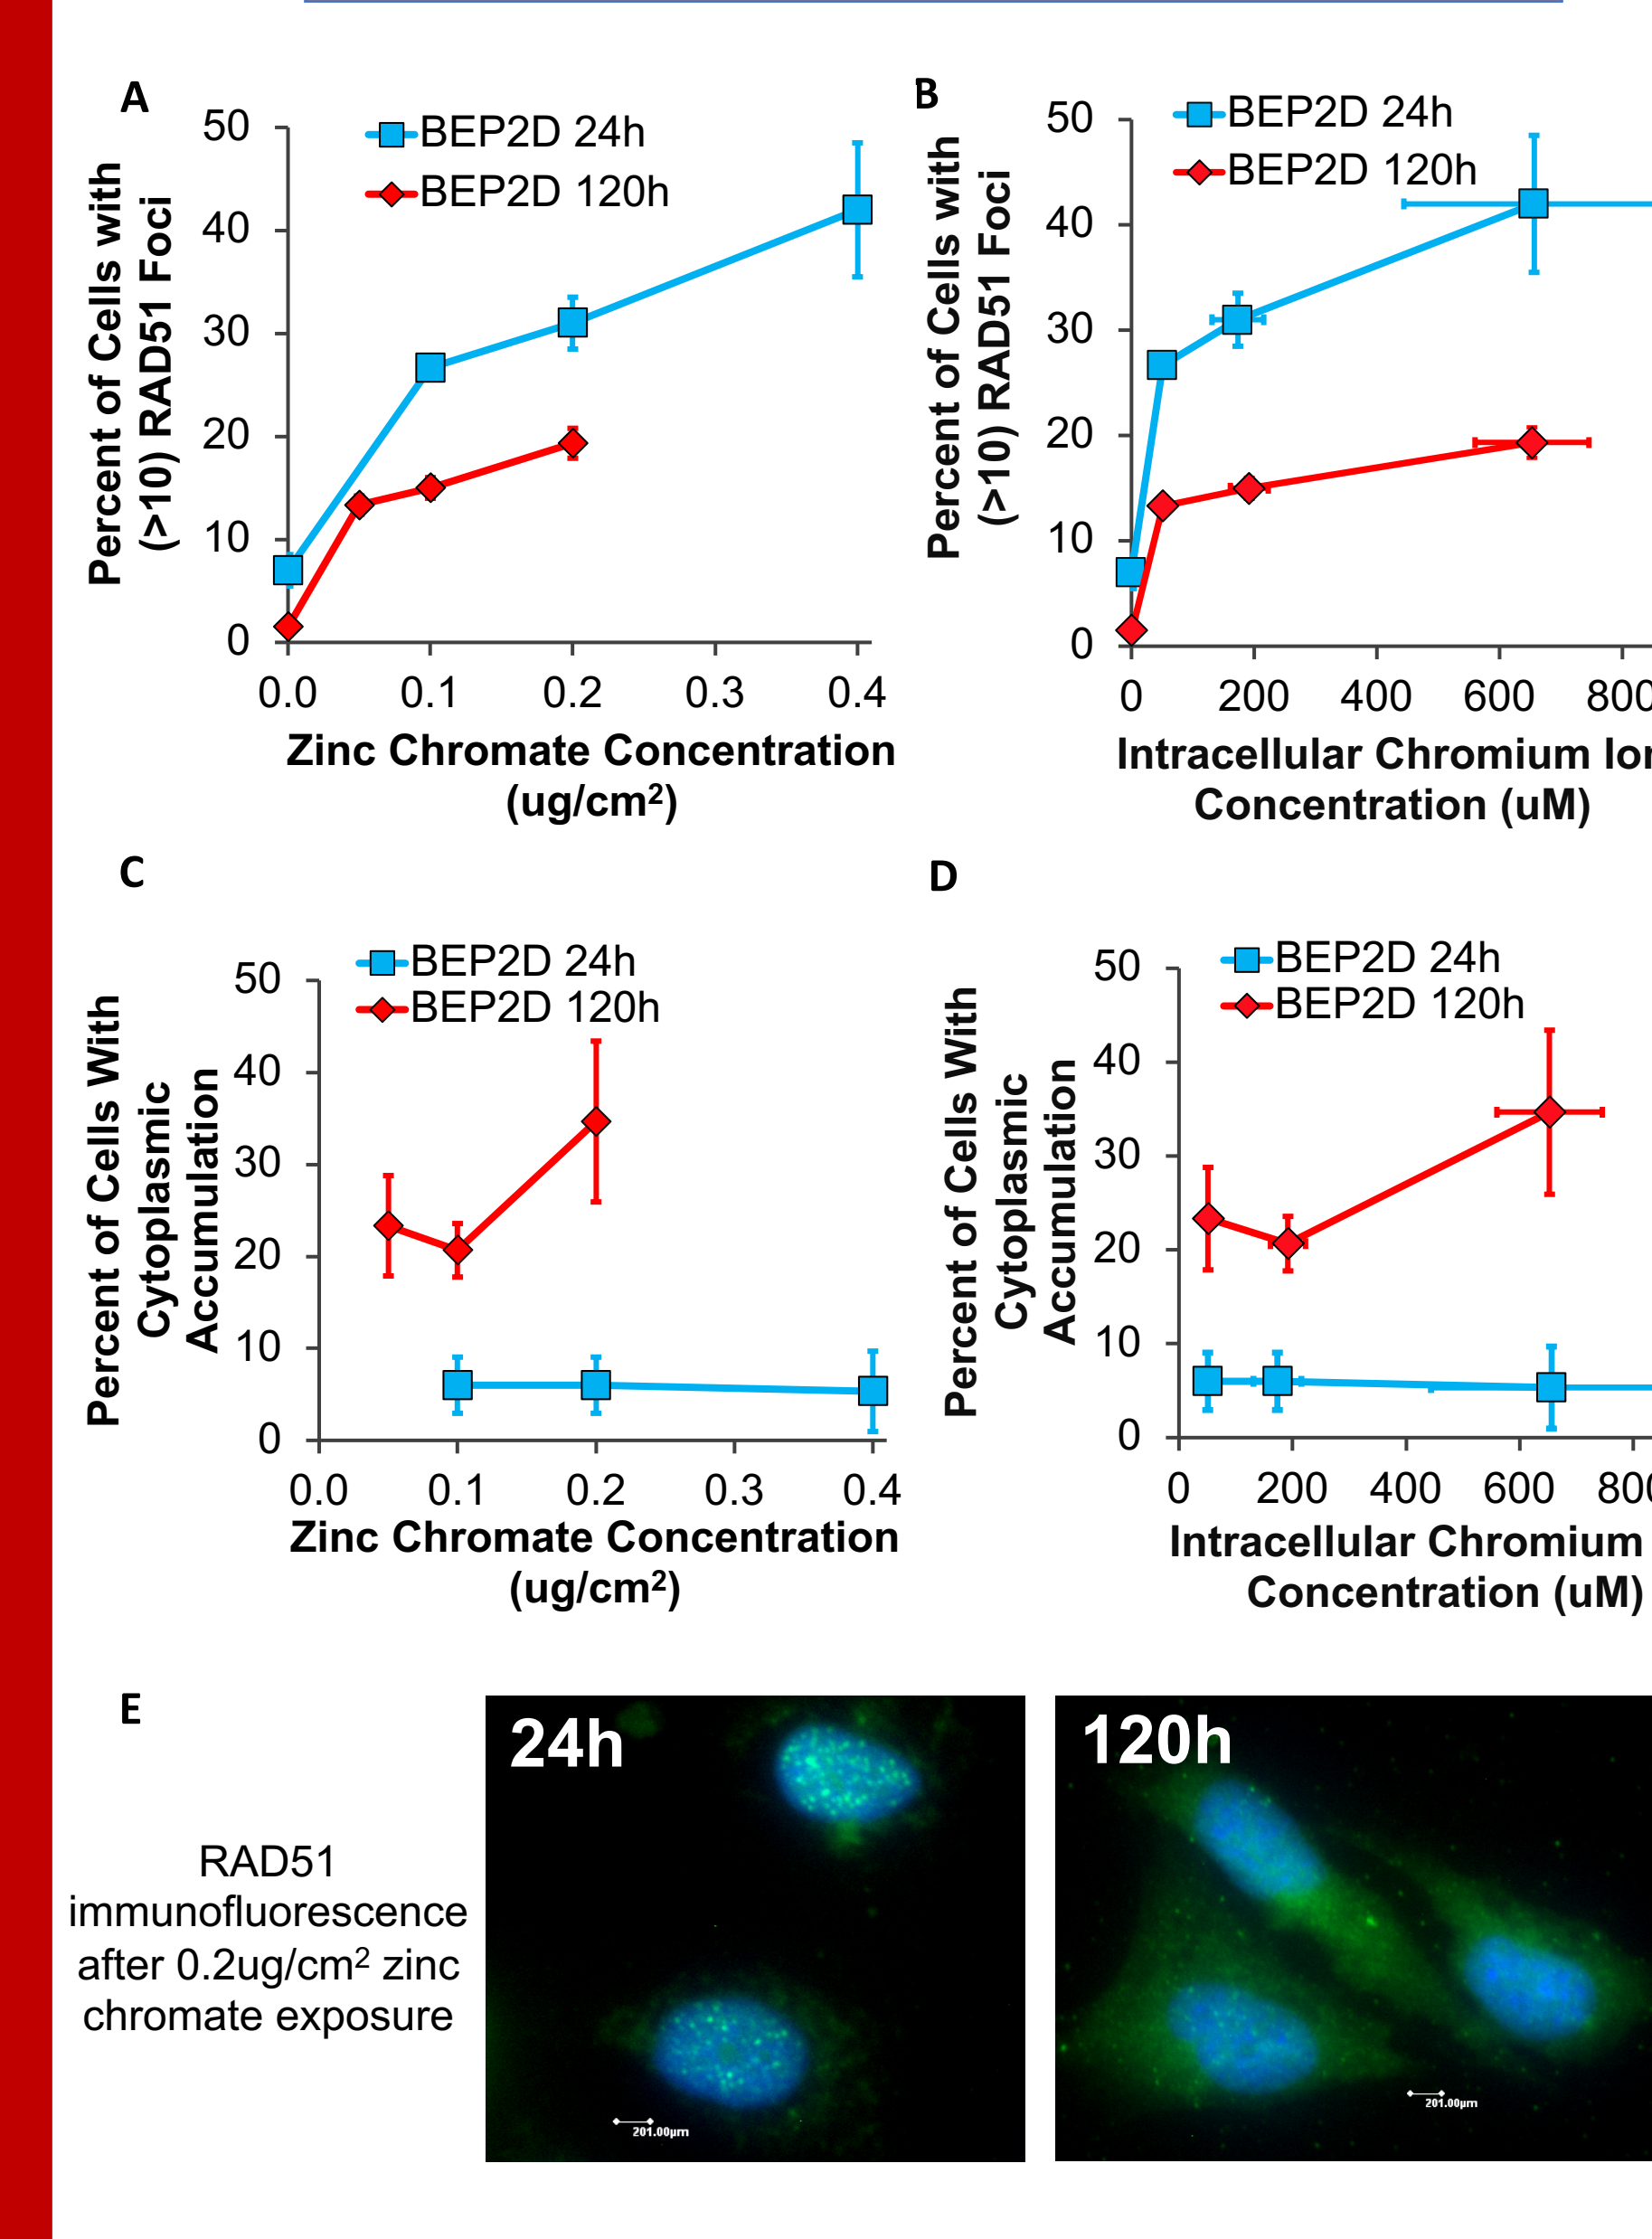 A
50
40
30
20
10
0
BEP2D 24h
BEP2D 120h
Percent of Cells with
(>10) RAD51 Foci
0.0 0.1 0.2 0.3 0.4
Zinc Chromate Concentration
(ug/cm²)
B
50
40
30
20
10
0
BEP2D 24h
BEP2D 120h
Percent of Cells with
(>10) RAD51 Foci
0 200 400 600 800
Intracellular Chromium Ion
Concentration (uM)
C
50
40
30
20
10
0
BEP2D 24h
BEP2D 120h
Percent of Cells With
Cytoplasmic
Accumulation
0.0 0.1 0.2 0.3 0.4
Zinc Chromate Concentration
(ug/cm²)
D
50
40
30
20
10
0
BEP2D 24h
BEP2D 120h
Percent of Cells With
Cytoplasmic
Accumulation
0 200 400 600 800
Intracellular Chromium
Concentration (uM)
E
RAD51
immunofluorescence
after 0.2ug/cm² zinc
chromate exposure
24h
201.00µm
120h
201.00µm